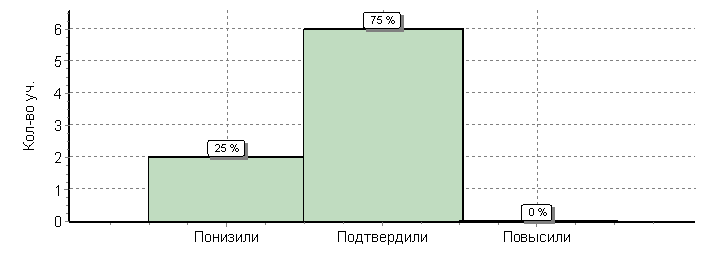 Кол-во уч.
6
5
4
3
2
1
0
25 %
75 %
0 %
Понизили
Подтвердили
Повысили